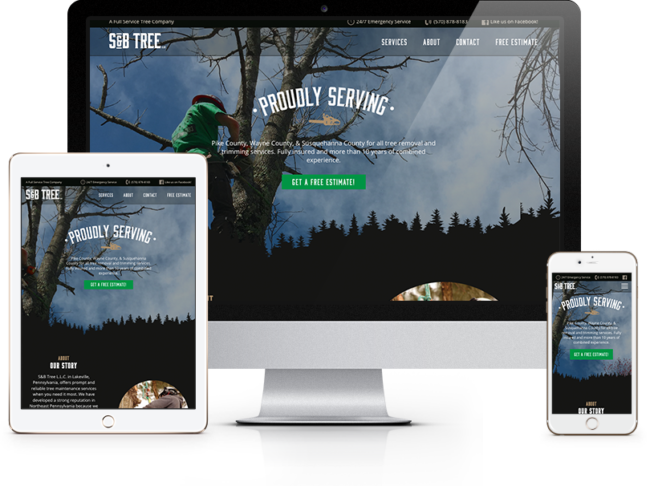 A Full Service Tree Company
24/7 Emergency Service
Like us on Facebook!
S&B TREE
SERVICES ABOUT CONTACT FREE ESTIMATE
PROUDLY SERVING
Pike County, Wayne County, & Susquehanna County for all tree removal and
trimming services. Fully insured and more than 10 years of combined
experience.
GET A FREE ESTIMATE!
A Full Service Tree Company
24/7 Emergency Service
Like us on Facebook!
S&B TREE
SERVICES ABOUT CONTACT FREE ESTIMATE
PROUDLY SERVING
Pike County, Wayne County, & Susquehanna
County for all tree removal and trimming services.
Fully insured and more than 10 years of combined
experience.
GET A FREE ESTIMATE!
ABOUT
OUR STORY
S&B Tree L.L.C. in Lakeville,
Pennsylvania, offers prompt and
reliable tree maintenance services
when you need it most. We have
developed a strong reputation in
Northeast Pennsylvania because we
24/7 Emergency Service
S&B TREE
PROUDLY SERVING
Pike County, Wayne County, &
Susquehanna County for all tree
removal and trimming services. Fully
insured and more than 10 years of
combined experience.
GET A FREE ESTIMATE!
ABOUT
OUR STORY